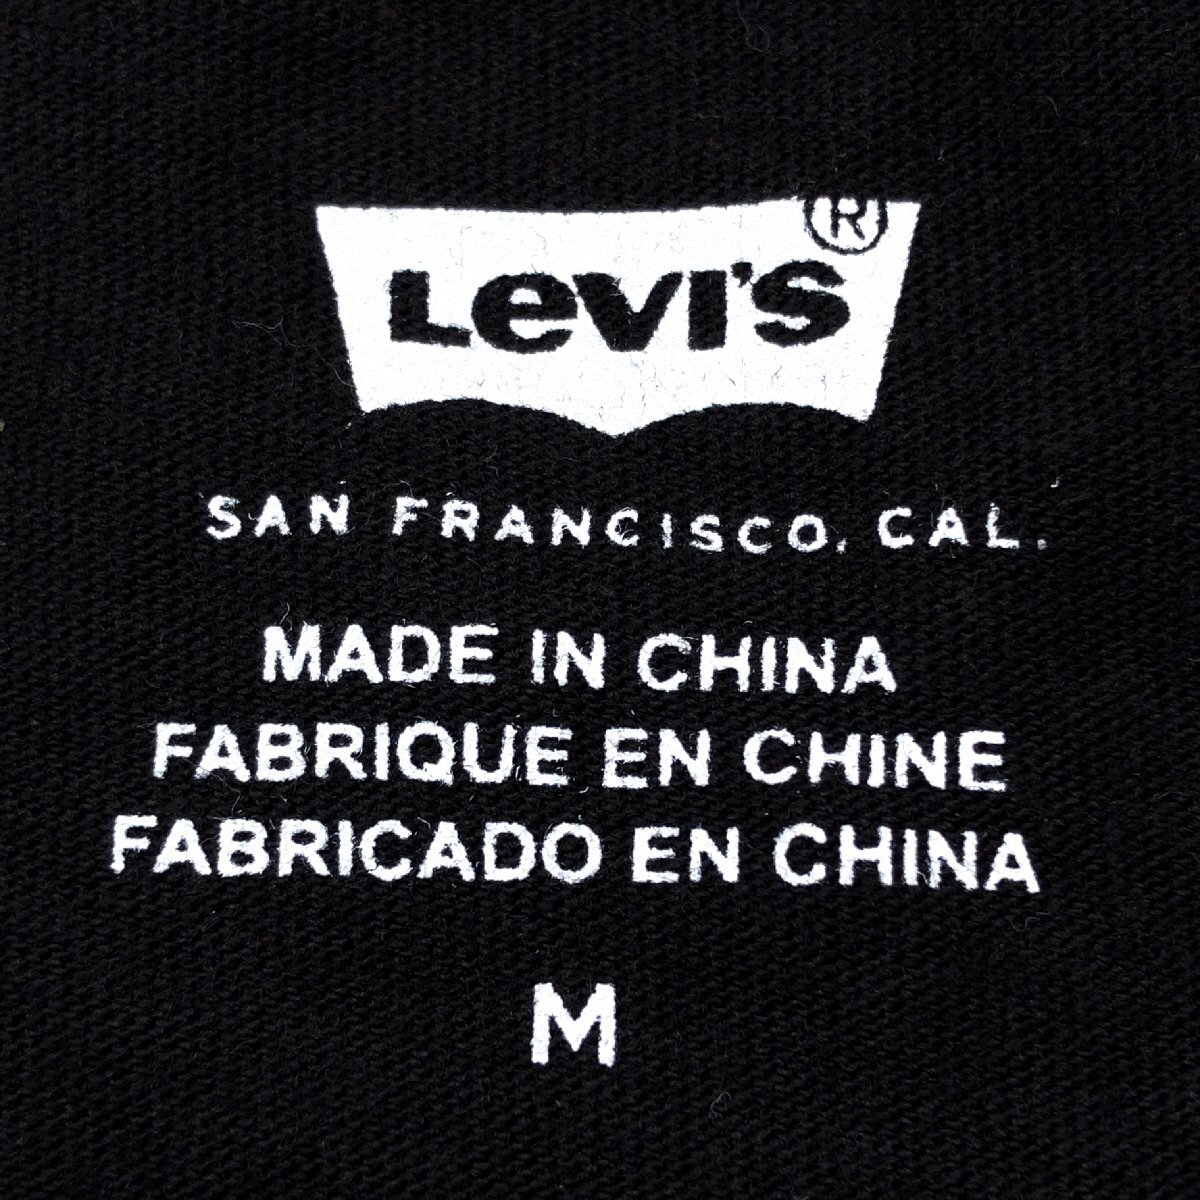 Levi's®
SAN FRANCISCO, CAL.
MADE IN CHINA
FABRIQUE EN CHINE
FABRICADO EN CHINA
M